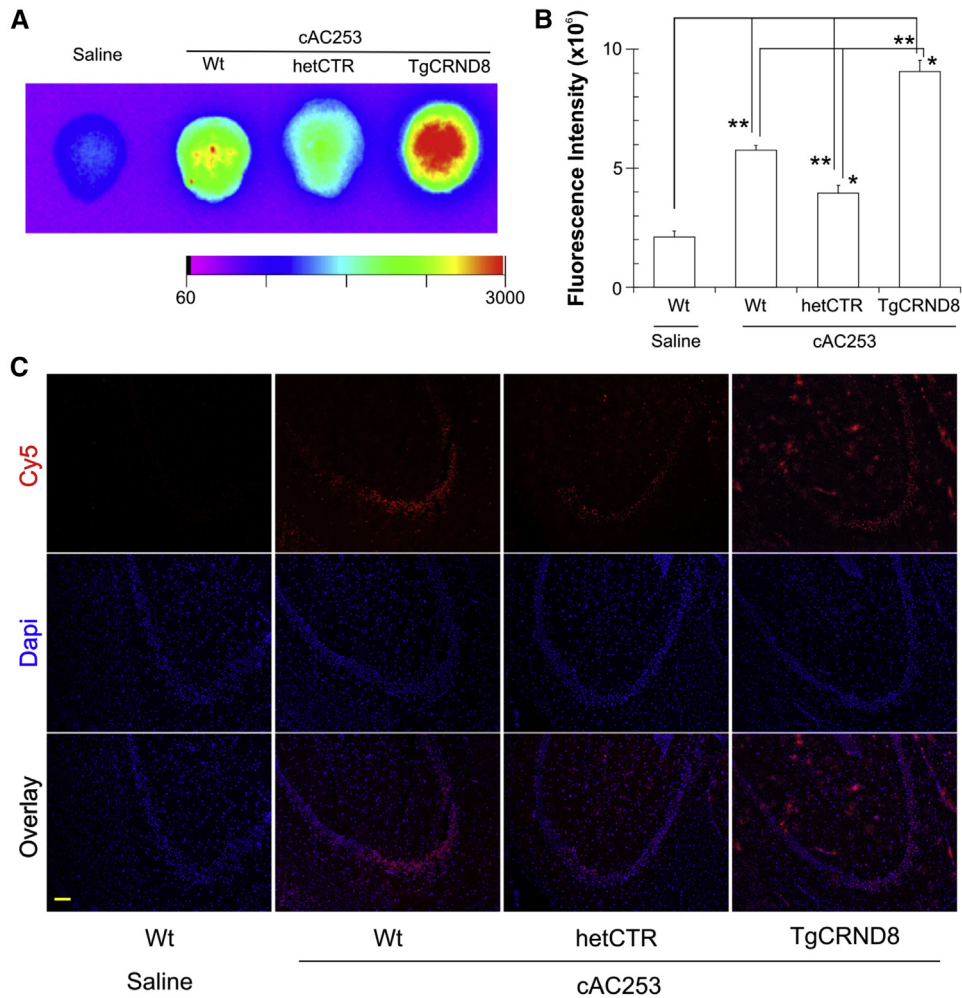 A
Saline
cAC253
Wt
hetCTR
TgCRND8
60
3000
B
Fluorescence Intensity (x10⁶)
10
5
0
**
**
*
**
*
Wt
Wt
hetCTR
TgCRND8
Saline
cAC253
C
Cy5
Dapi
Overlay
Wt
Wt
hetCTR
TgCRND8
Saline
cAC253